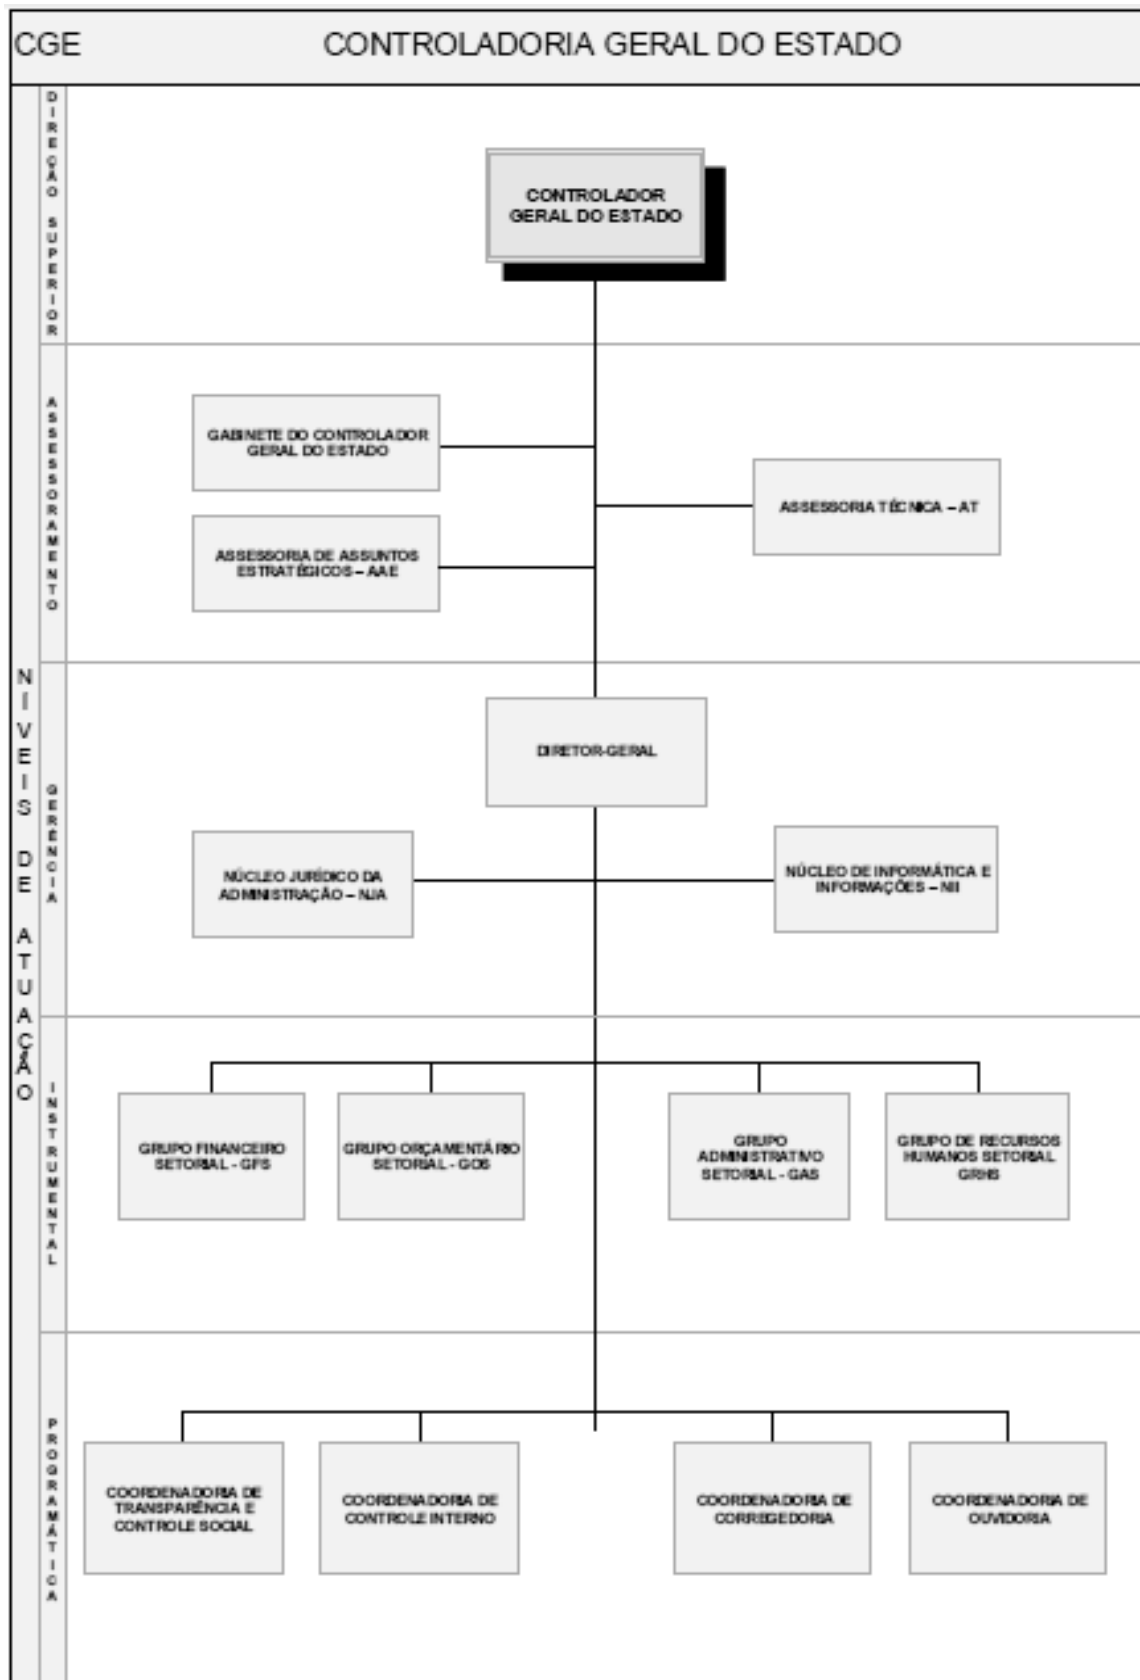 CGE
CONTROLADORIA GERAL DO ESTADO
NÍVEIS DE ATUAÇÃO
DIREÇÃO SUPERIOR
CONTROLADOR
GERAL DO ESTADO
ASSESSORAMENTO
GABINETE DO CONTROLADOR
GERAL DO ESTADO
ASSESSORIA TÉCNICA – AT
ASSESSORIA DE ASSUNTOS
ESTRATÉGICOS – AAE
GERÊNCIA
DIRETOR-GERAL
NÚCLEO JURÍDICO DA
ADMINISTRAÇÃO – NJA
NÚCLEO DE INFORMÁTICA E
INFORMAÇÕES – NII
INSTRUMENTAL
GRUPO FINANCEIRO
SETORIAL - GFS
GRUPO ORÇAMENTÁRIO
SETORIAL - GOS
GRUPO
ADMINISTRATIVO
SETORIAL - GAS
GRUPO DE RECURSOS
HUMANOS SETORIAL
GRHS
PROGRAMÁTICA
COORDENADORIA DE
TRANSPARÊNCIA E
CONTROLE SOCIAL
COORDENADORIA DE
CONTROLE INTERNO
COORDENADORIA DE
CORREGEDORIA
COORDENADORIA DE
OUVIDORIA